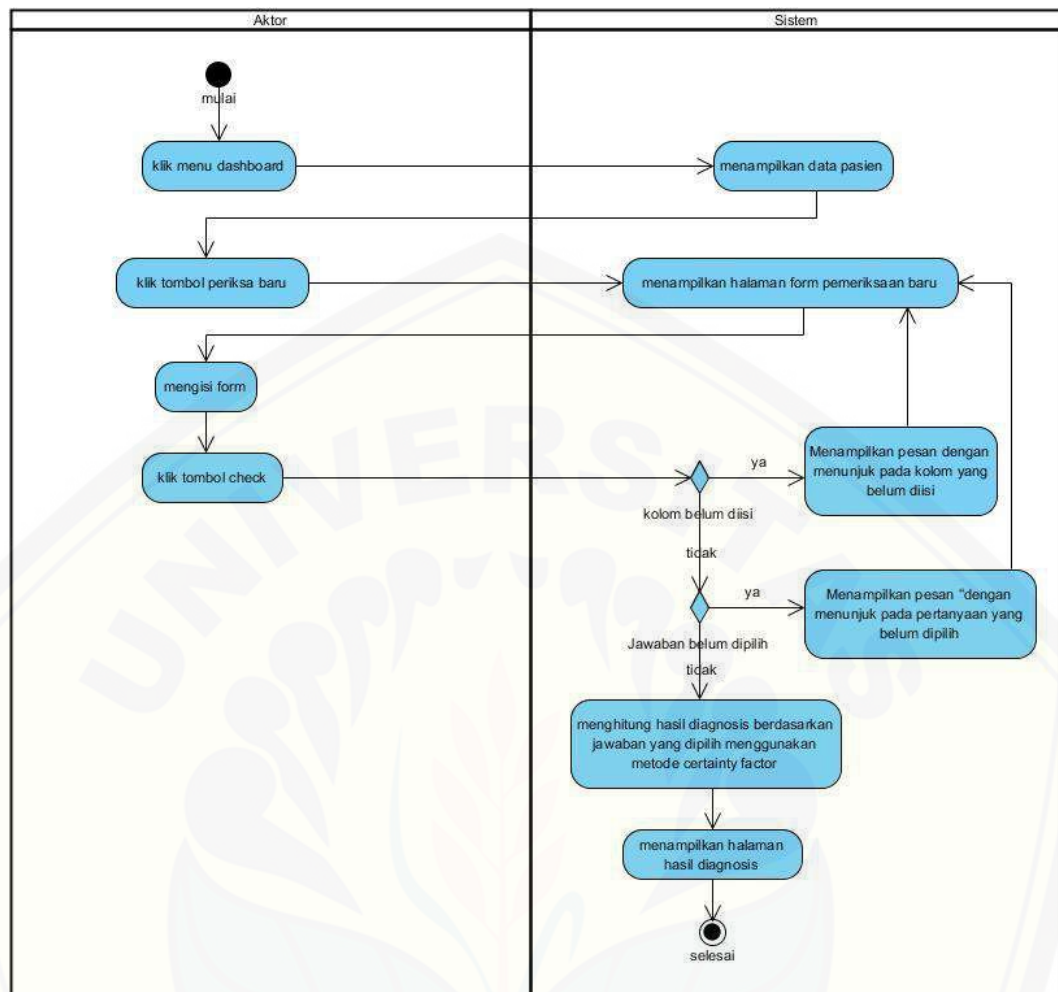 Aktor
Sistem
mulai
klik menu dashboard
menampilkan data pasien
klik tombol periksa baru
menampilkan halaman form pemeriksaan baru
mengisi form
klik tombol check
ya
Menampilkan pesan dengan
menunjuk pada kolom yang
belum diisi
kolom belum diisi
tidak
ya
Menampilkan pesan "dengan
menunjuk pada pertanyaan yang
belum dipilih
Jawaban belum dipilih
tidak
menghitung hasil diagnosis berdasarkan
jawaban yang dipilih menggunakan
metode certainty factor
menampilkan halaman
hasil diagnosis
selesai
UNIVERSITAS